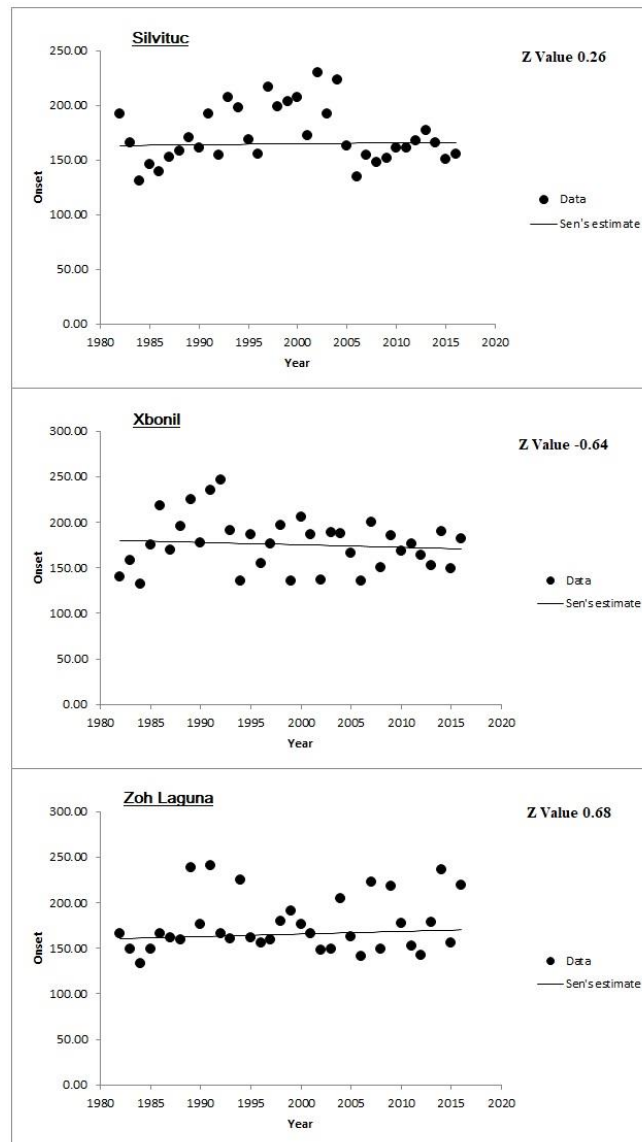 Silvituc
Z Value 0.26
250.00
200.00
150.00
100.00
50.00
0.00
Onset
1980 1985 1990 1995 2000 2005 2010 2015 2020
Year
Data
Sen's estimate
Xbonil
Z Value -0.64
300.00
250.00
200.00
150.00
100.00
50.00
0.00
Onset
1980 1985 1990 1995 2000 2005 2010 2015 2020
Year
Data
Sen's estimate
Zoh Laguna
Z Value 0.68
300.00
250.00
200.00
150.00
100.00
50.00
0.00
Onset
1980 1985 1990 1995 2000 2005 2010 2015 2020
Year
Data
Sen's estimate